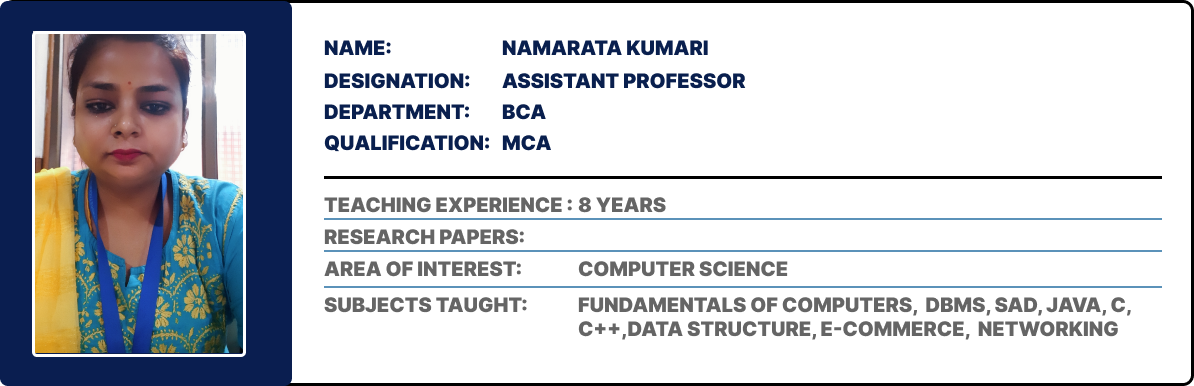 NAME: NAMARATA KUMARI
DESIGNATION: ASSISTANT PROFESSOR
DEPARTMENT: BCA
QUALIFICATION: MCA
TEACHING EXPERIENCE : 8 YEARS
RESEARCH PAPERS:
AREA OF INTEREST: COMPUTER SCIENCE
SUBJECTS TAUGHT: FUNDAMENTALS OF COMPUTERS, DBMS, SAD, JAVA, C,
C++,DATA STRUCTURE, E-COMMERCE, NETWORKING